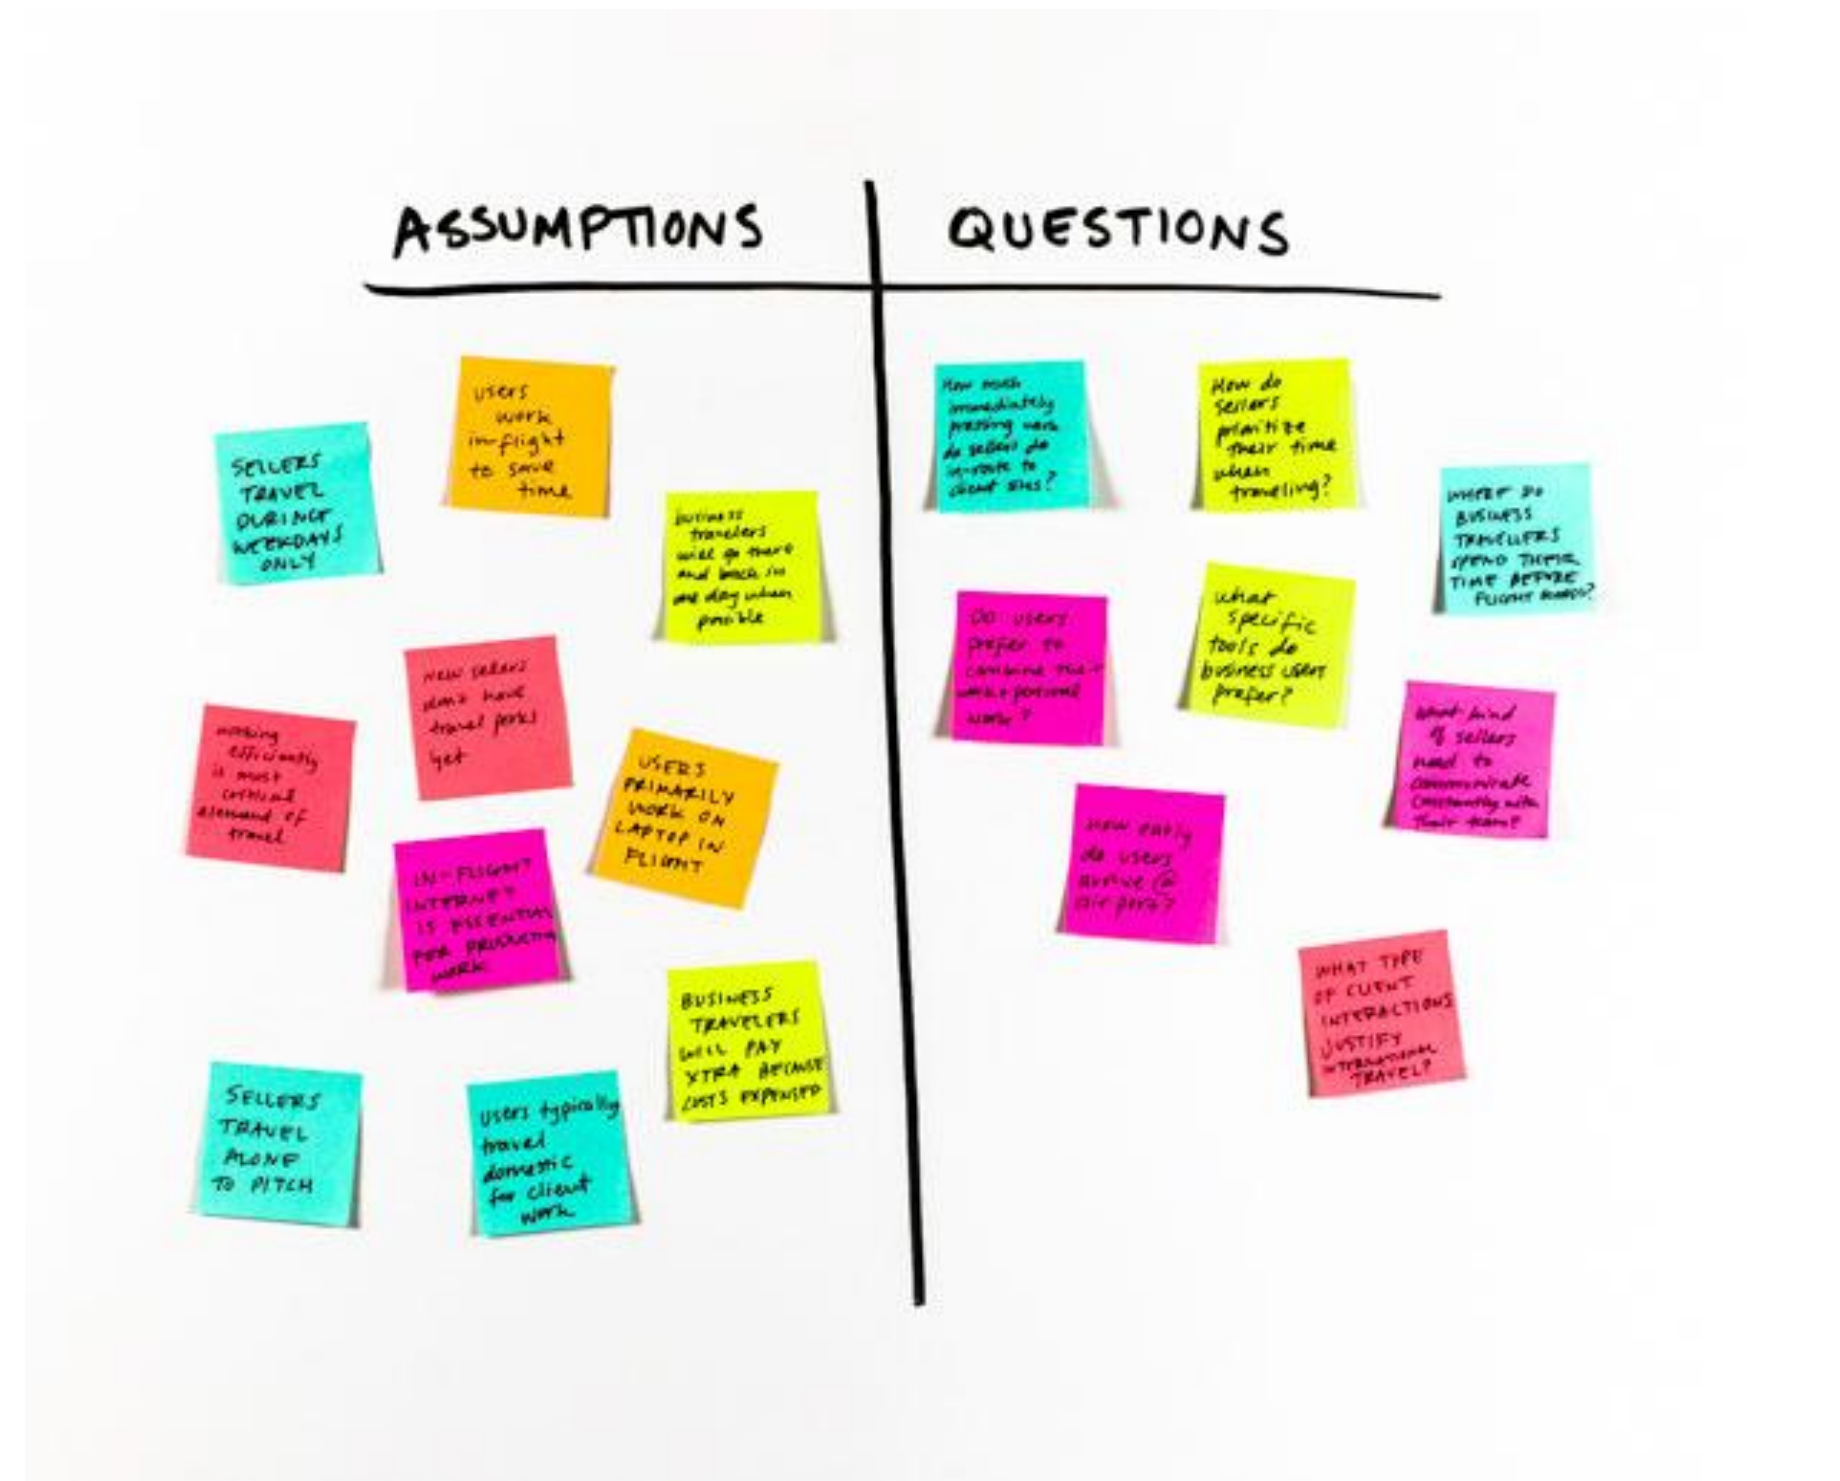 ASSUMPTIONS
QUESTIONS
SELLERS
TRAVEL
DURING
WEEKDAYS
ONLY
users
work
in-flight
to save
time
business
travelers
will go there
and back in
one day when
possible
new sellers
don't have
travel perks
yet
working
efficiently
is most
critical
element of
travel
USERS
PRIMARILY
WORK ON
LAPTOP IN
FLIGHT
IN-FLIGHT
INTERNET
IS ESSENTIAL
FOR PRODUCTIVE
WORK
BUSINESS
TRAVELERS
WILL PAY
XTRA BECAUSE
COSTS EXPENSED
SELLERS
TRAVEL
ALONE
TO PITCH
users typically
travel
domestic
for client
work
How much
immediately
pressing work
do sellers do
in-route to
client sites?
How do
sellers
prioritize
their time
when
traveling?
WHERE DO
BUSINESS
TRAVELLERS
SPEND THEIR
TIME BEFORE
FLIGHT BOARDS?
Do users
prefer to
combine their
work + personal
work?
what
specific
tools do
business users
prefer?
what kind
of sellers
need to
communicate
constantly with
their team?
How early
do users
arrive @
airport?
WHAT TYPE
OF CLIENT
INTERACTIONS
JUSTIFY
INTERNATIONAL
TRAVEL?